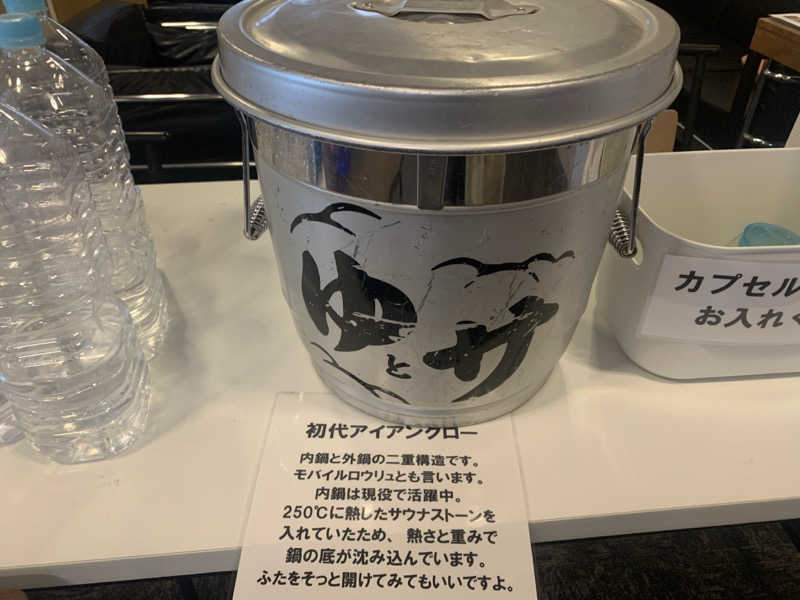 ゆとサ
カプセル
お入れく
初代アイアンクロー
内鍋と外鍋の二重構造です。
モバイルロウリュとも言います。
内鍋は現役で活躍中。
250℃に熱したサウナストーンを
入れていたため、熱さと重みで
鍋の底が沈み込んでいます。
ふたをそっと開けてみてもいいですよ。